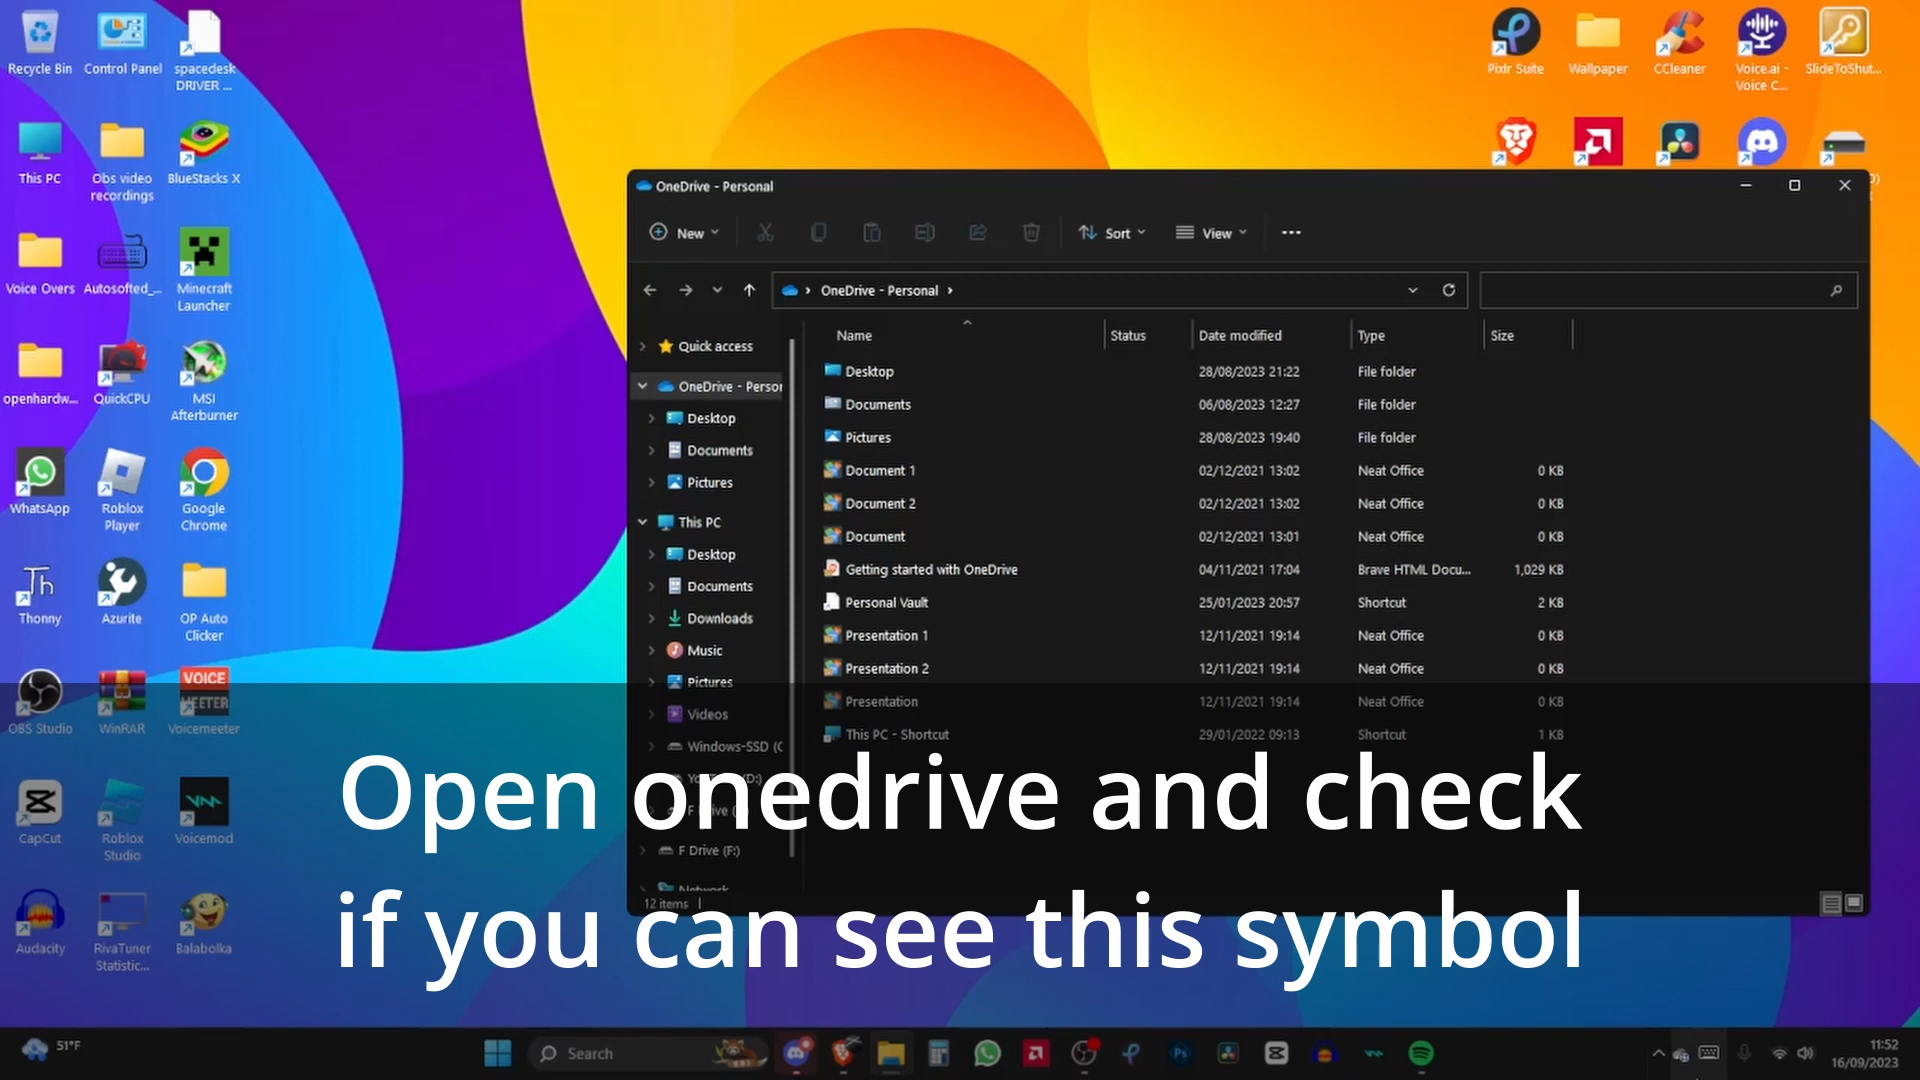 Recycle Bin
Control Panel
spacedesk
DRIVER ...
Pixlr Suite
Wallpaper
CCleaner
Voice.ai -
Voice C...
SlideToShut...
This PC
Obs video
recordings
BlueStacks X
Voice Overs
Autosofted_...
Minecraft
Launcher
openhardw...
QuickCPU
MSI
Afterburner
WhatsApp
Roblox
Player
Google
Chrome
Th
Thonny
Azurite
OP Auto
Clicker
OBS Studio
WinRAR
VOICE
MEETER
Voicemeeter
CapCut
Roblox
Studio
Voicemod
Audacity
RivaTuner
Statistic...
Balabolka
OneDrive - Personal
New
Sort
View
OneDrive - Personal
Name
Status
Date modified
Type
Size
Quick access
OneDrive - Person
Desktop
Documents
Pictures
This PC
Desktop
Documents
Downloads
Music
Pictures
Videos
Windows-SSD (C
F Drive (F:)
Network
Desktop 28/08/2023 21:22 File folder
Documents 06/08/2023 12:27 File folder
Pictures 28/08/2023 19:40 File folder
Document 1 02/12/2021 13:02 Neat Office 0 KB
Document 2 02/12/2021 13:02 Neat Office 0 KB
Document 02/12/2021 13:01 Neat Office 0 KB
Getting started with OneDrive 04/11/2021 17:04 Brave HTML Docu... 1,029 KB
Personal Vault 25/01/2023 20:57 Shortcut 2 KB
Presentation 1 12/11/2021 19:14 Neat Office 0 KB
Presentation 2 12/11/2021 19:14 Neat Office 0 KB
Presentation 12/11/2021 19:14 Neat Office 0 KB
This PC - Shortcut 29/01/2022 09:13 Shortcut 1 KB
12 items
Open onedrive and check
if you can see this symbol
51°F
Search
Ps
11:52
16/09/2023